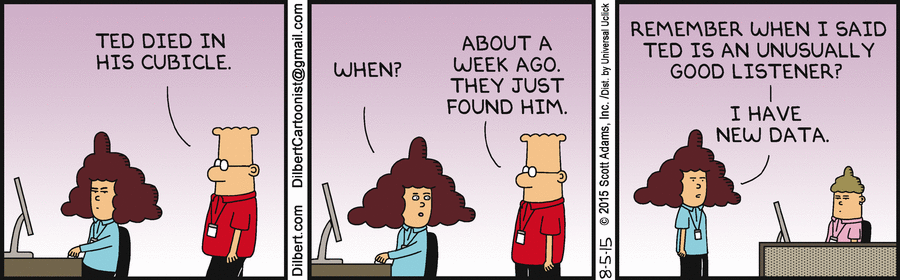 TED DIED IN
HIS CUBICLE.
Dilbert.com DilbertCartoonist@gmail.com
WHEN?
ABOUT A
WEEK AGO.
THEY JUST
FOUND HIM.
8-5-15 © 2015 Scott Adams, Inc. /Dist. by Universal Uclick
REMEMBER WHEN I SAID
TED IS AN UNUSUALLY
GOOD LISTENER?
I HAVE
NEW DATA.